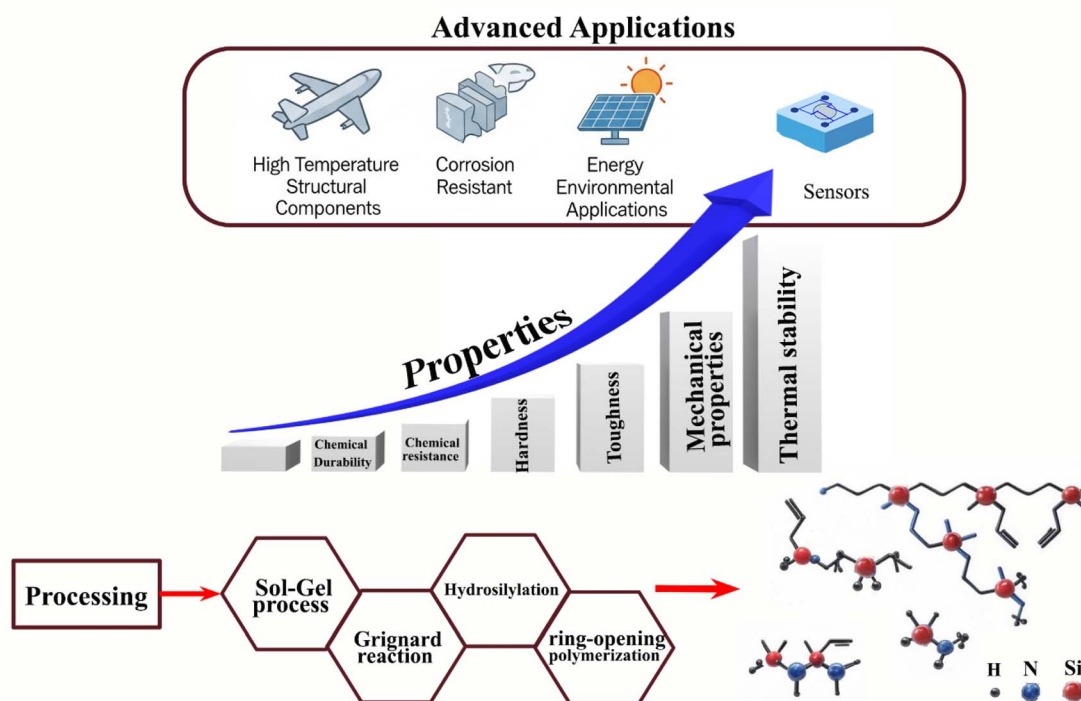 Advanced Applications
High Temperature
Structural
Components
Corrosion
Resistant
Energy
Environmental
Applications
Sensors
Properties
Chemical
Durability
Chemical
resistance
Hardness
Toughness
Mechanical
properties
Thermal stability
Processing
Sol-Gel
process
Grignard
reaction
Hydrosilylation
ring-opening
polymerization
H N Si